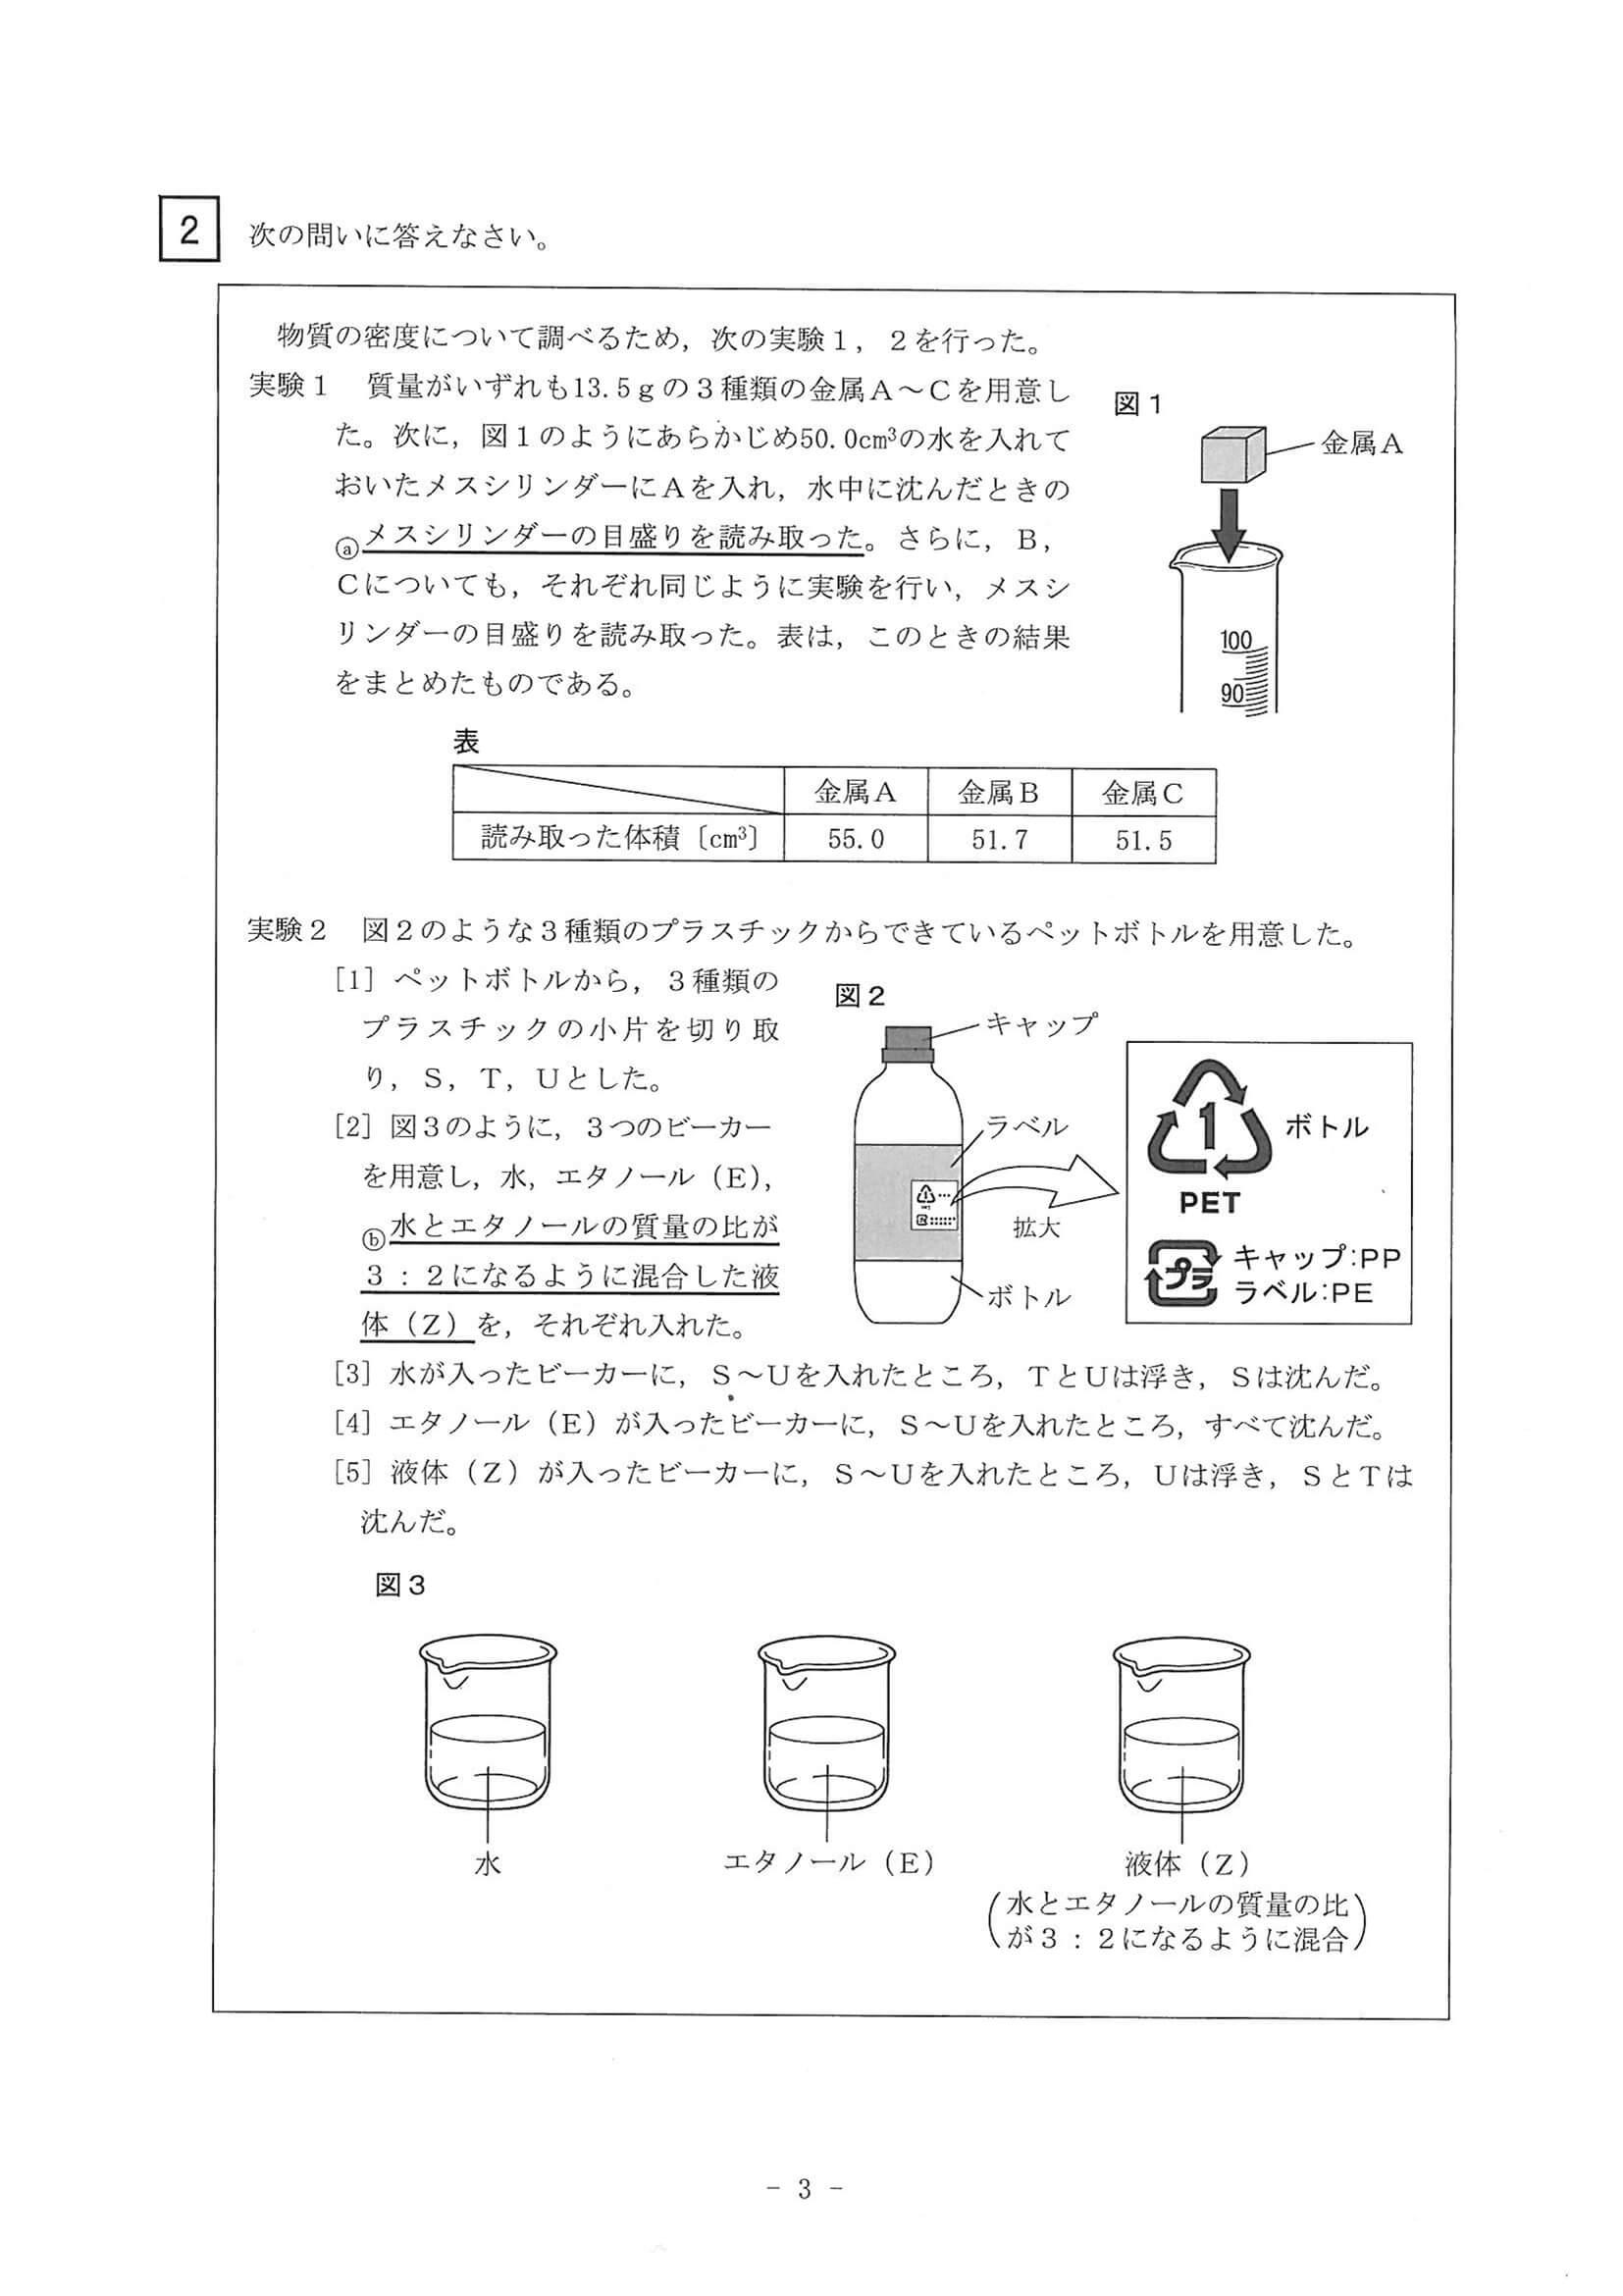 2 次の問いに答えなさい。
物質の密度について調べるため，次の実験１，２を行った。
実験１　質量がいずれも13.5ｇの３種類の金属Ａ～Ｃを用意し
た。次に，図１のようにあらかじめ50.0cm³の水を入れて
おいたメスシリンダーにＡを入れ，水中に沈んだときの
ⓐメスシリンダーの目盛りを読み取った。さらに，Ｂ，
Ｃについても，それぞれ同じように実験を行い，メスシ
リンダーの目盛りを読み取った。表は，このときの結果
をまとめたものである。
図１
金属Ａ
100
90
表
金属Ａ 金属Ｂ 金属Ｃ
読み取った体積〔cm³〕 55.0 51.7 51.5
実験２　図２のような３種類のプラスチックからできているペットボトルを用意した。
[1] ペットボトルから，３種類の
プラスチックの小片を切り取
り，Ｓ，Ｔ，Ｕとした。
[2] 図３のように，３つのビーカー
を用意し，水，エタノール（Ｅ），
ⓑ水とエタノールの質量の比が
３：２になるように混合した液
体（Ｚ）を，それぞれ入れた。
図２
キャップ
ラベル
拡大
ボトル
1
ボトル
PET
プラ
キャップ:PP
ラベル:PE
[3] 水が入ったビーカーに，Ｓ～Ｕを入れたところ，ＴとＵは浮き，Ｓは沈んだ。
[4] エタノール（Ｅ）が入ったビーカーに，Ｓ～Ｕを入れたところ，すべて沈んだ。
[5] 液体（Ｚ）が入ったビーカーに，Ｓ～Ｕを入れたところ，Ｕは浮き，ＳとＴは
沈んだ。
図３
水
エタノール（Ｅ）
液体（Ｚ）
（水とエタノールの質量の比
が３：２になるように混合）
－ 3 －